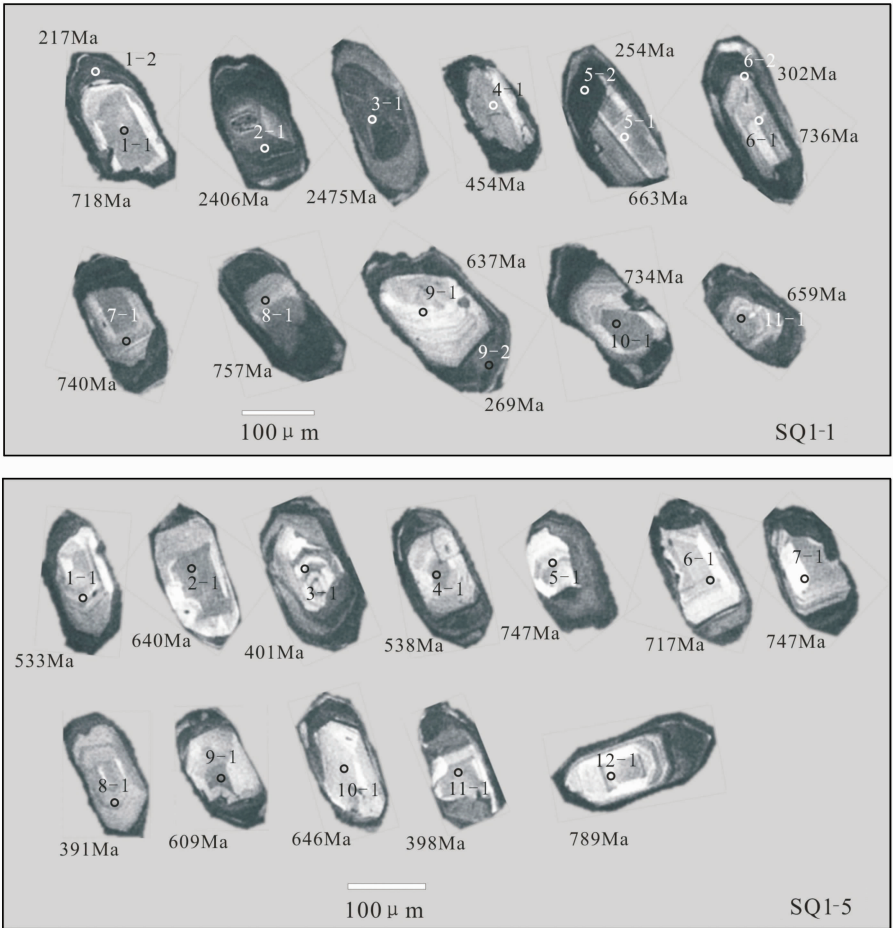 217Ma
1-2
1-1
718Ma
2-1
2406Ma
3-1
2475Ma
4-1
454Ma
254Ma
5-2
5-1
663Ma
6-2
302Ma
736Ma
6-1
7-1
740Ma
8-1
757Ma
637Ma
9-1
9-2
269Ma
734Ma
10-1
659Ma
11-1
100 μm
SQ1-1
1-1
533Ma
2-1
640Ma
3-1
401Ma
4-1
538Ma
5-1
747Ma
6-1
717Ma
7-1
747Ma
8-1
391Ma
9-1
609Ma
10-1
646Ma
11-1
398Ma
12-1
789Ma
100 μm
SQ1-5